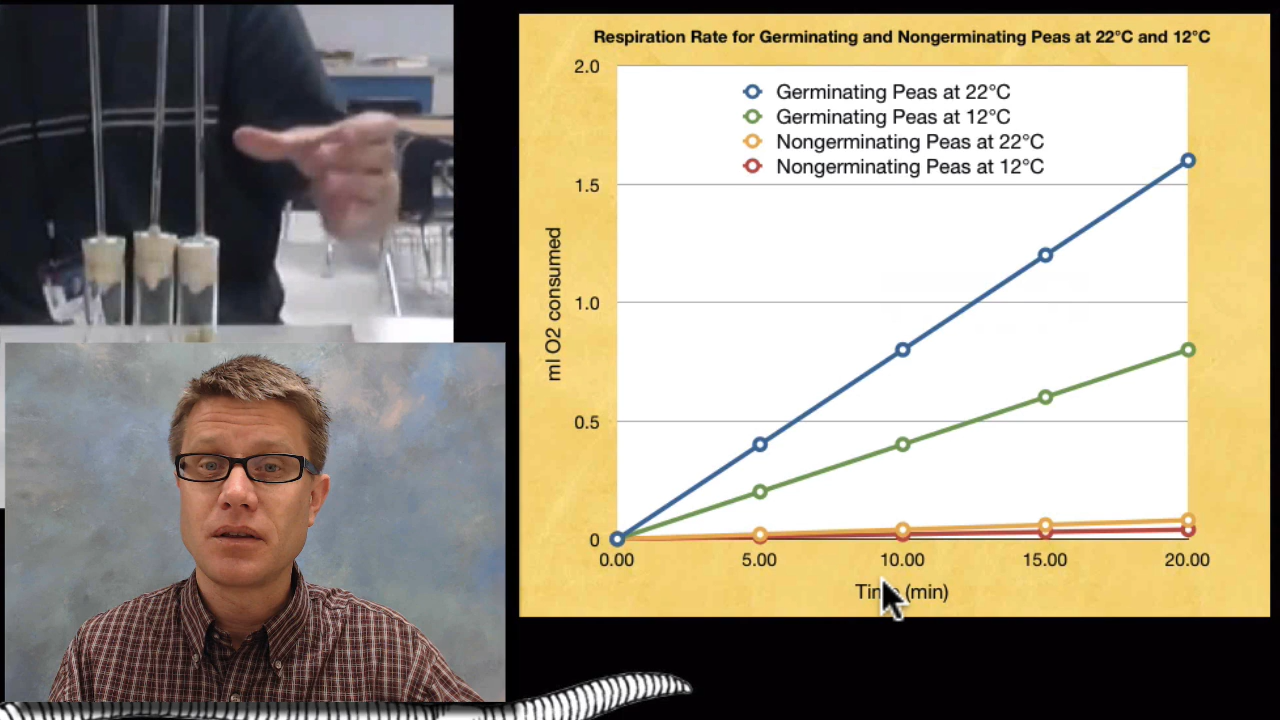 Respiration Rate for Germinating and Nongerminating Peas at 22°C and 12°C
2.0
Germinating Peas at 22°C
Germinating Peas at 12°C
Nongerminating Peas at 22°C
Nongerminating Peas at 12°C
1.5
ml O2 consumed
1.0
0.5
0
0.00 5.00 10.00 15.00 20.00
Time (min)